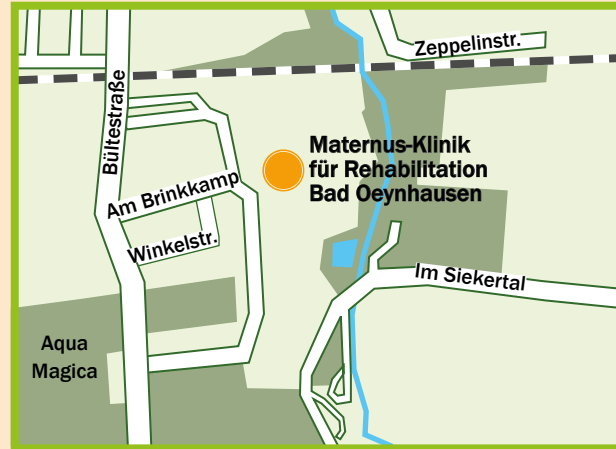 Zeppelinstr.
Bültestraße
Maternus-Klinik
für Rehabilitation
Bad Oeynhausen
Am Brinkkamp
Winkelstr.
Im Siekertal
Aqua
Magica